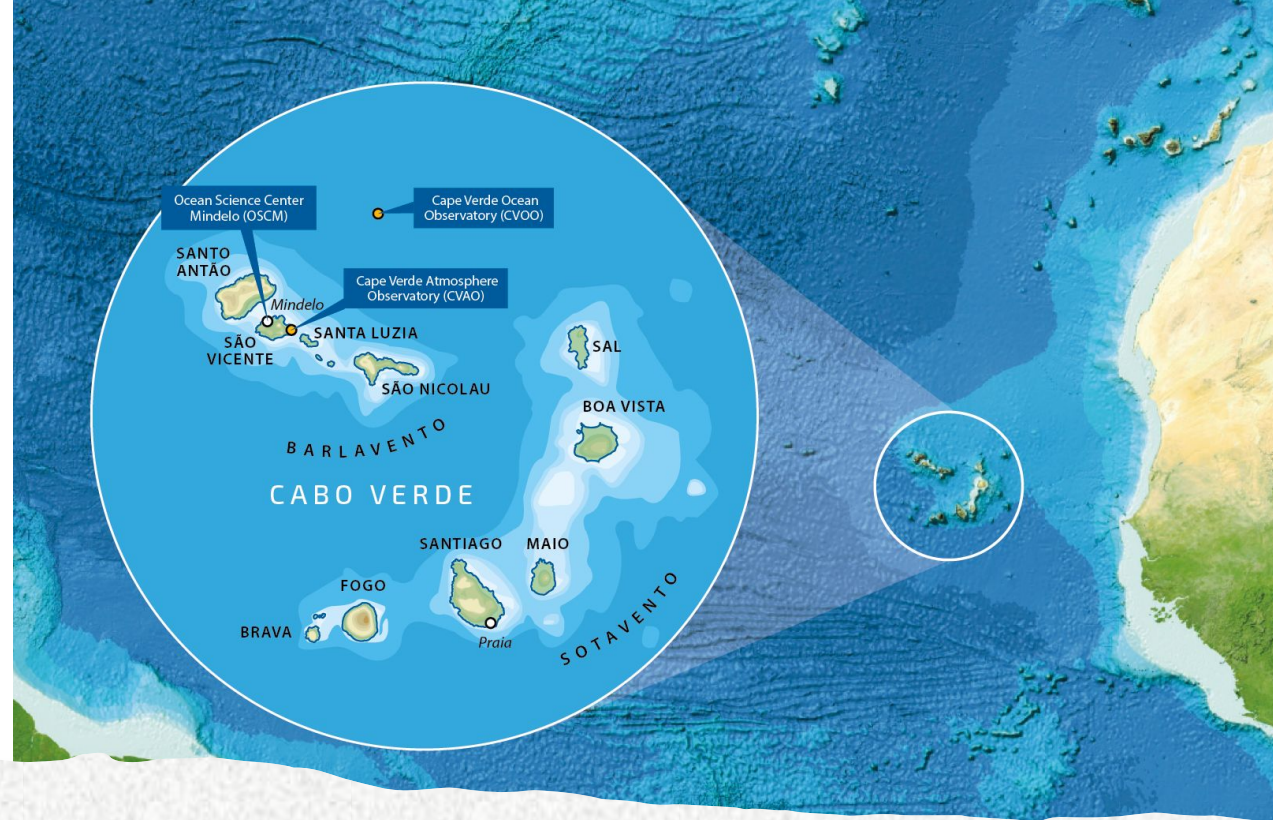 Ocean Science Center
Mindelo (OSCM)
Cape Verde Ocean
Observatory (CVOO)
SANTO
ANTÃO
Cape Verde Atmosphere
Observatory (CVAO)
Mindelo
SANTA LUZIA
SÃO
VICENTE
SAL
SÃO NICOLAU
BOA VISTA
BARLAVENTO
CABO VERDE
SANTIAGO
MAIO
FOGO
BRAVA
Praia
SOTAVENTO